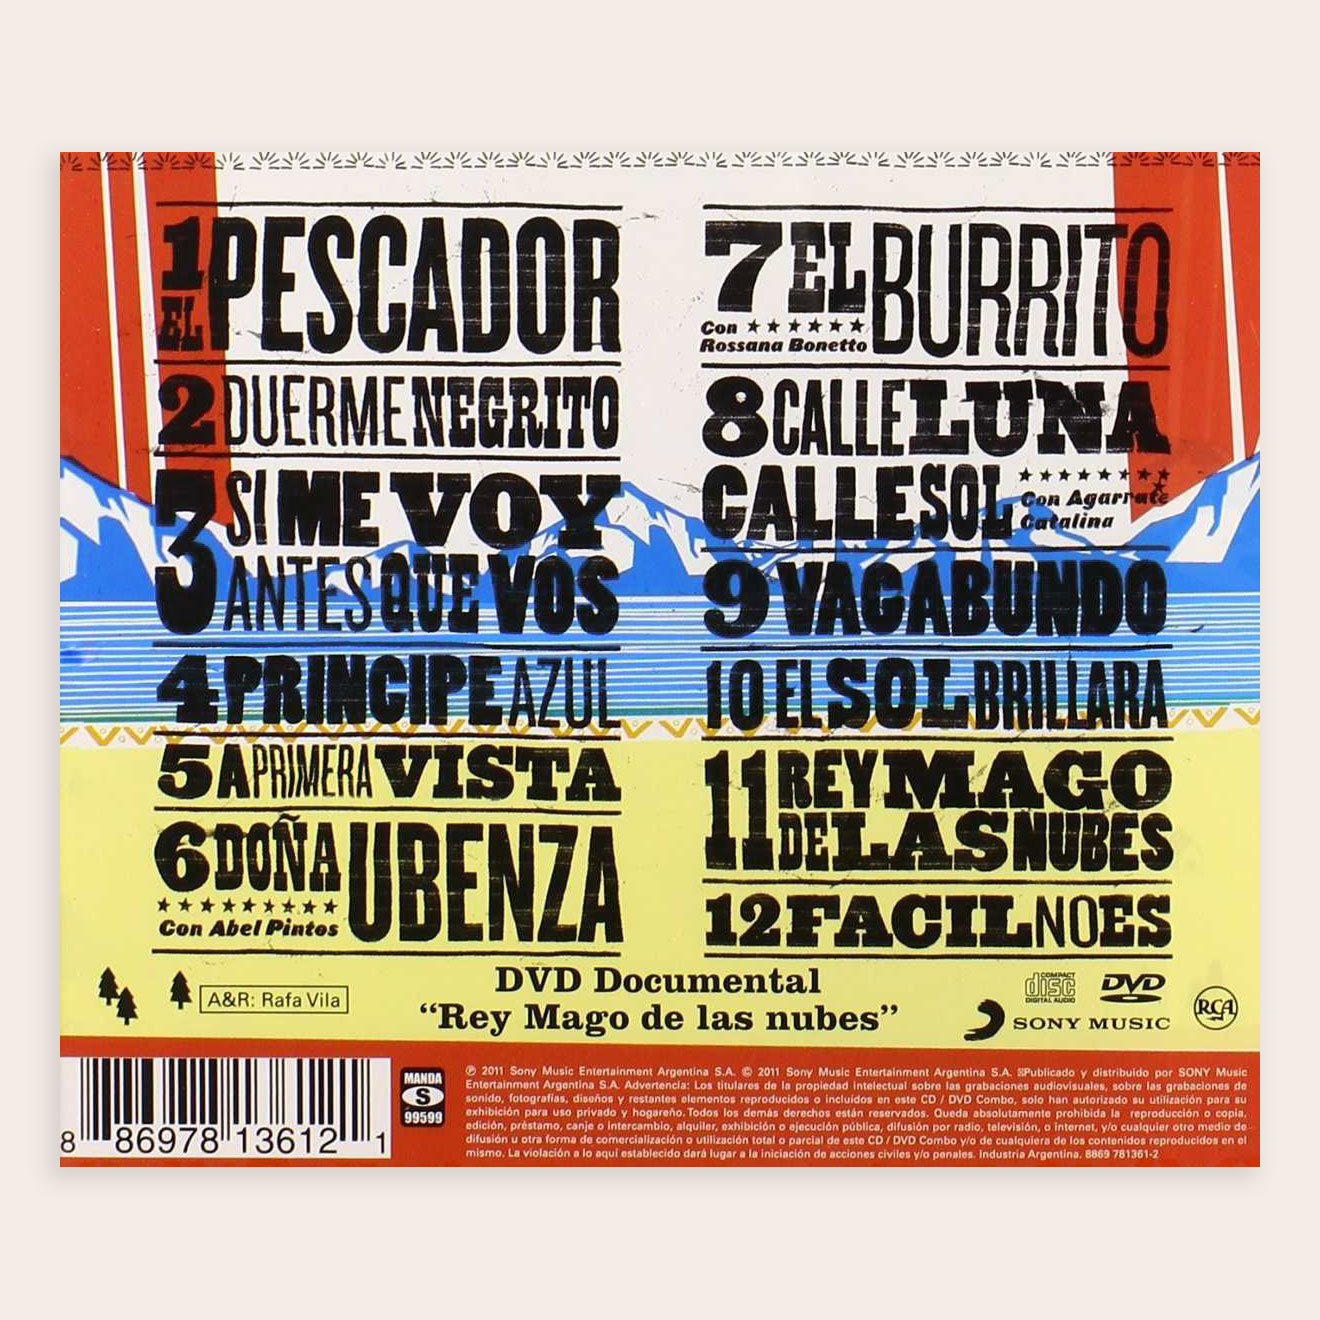 1 EL PESCADOR
2 DUERME NEGRITO
3 SI ME VOY
ANTES QUE VOS
4 PRINCIPE AZUL
5 A PRIMERA VISTA
6 DOÑA UBENZA
Con Abel Pintos
7 EL BURRITO
Con
Rossana Bonetto
8 CALLE LUNA
CALLE SOL
Con Agarrate
Catalina
9 VAGABUNDO
10 EL SOL BRILLARA
11 REY MAGO
DE LAS NUBES
12 FACIL NO ES
DVD Documental
“Rey Mago de las nubes”
A&R: Rafa Vila
COMPACT
disc
DIGITAL AUDIO
DVD
SONY MUSIC
RCA
8 86978 13612 1
MANDA
S
99599
℗ 2011 Sony Music Entertainment Argentina S.A. © 2011 Sony Music Entertainment Argentina S.A. Publicado y distribuido por SONY Music
Entertainment Argentina S.A. Advertencia: Los titulares de la propiedad intelectual sobre las grabaciones audiovisuales, sobre las grabaciones de
sonido, fotografías, diseños y restantes elementos reproducidos o incluídos en este CD / DVD Combo, solo han autorizado su utilización para su
exhibición para uso privado y hogareño. Todos los demás derechos están reservados. Queda absolutamente prohibida la reproducción o copia,
edición, préstamo, canje o intercambio, alquiler, exhibición o ejecución pública, difusión por radio, televisión, o internet, y/o cualquier otro medio de
difusión u otra forma de comercialización o utilización total o parcial de este CD / DVD Combo y/o de cualquiera de los contenidos reproducidos en el
mismo. La violación a lo aquí establecido dará lugar a la iniciación de acciones civiles y/o penales. Industria Argentina. 8869 781361-2